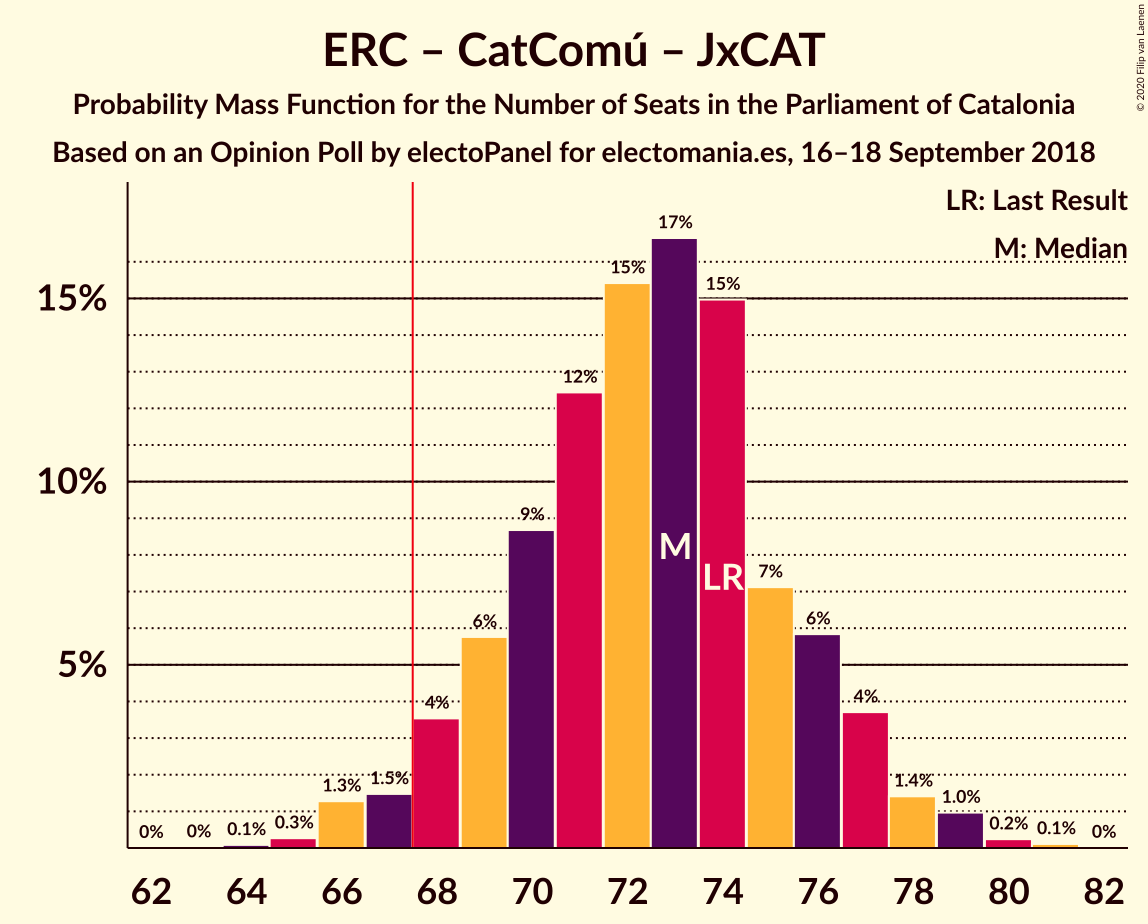 ERC – CatComú – JxCAT
Probability Mass Function for the Number of Seats in the Parliament of Catalonia
Based on an Opinion Poll by electoPanel for electomania.es, 16–18 September 2018
© 2020 Filip van Laenen
LR: Last Result
M: Median
15%
10%
5%
0%
0%
0.1%
0.3%
1.3%
1.5%
4%
6%
9%
12%
15%
17%
15%
7%
6%
4%
1.4%
1.0%
0.2%
0.1%
0%
M
LR
62 64 66 68 70 72 74 76 78 80 82